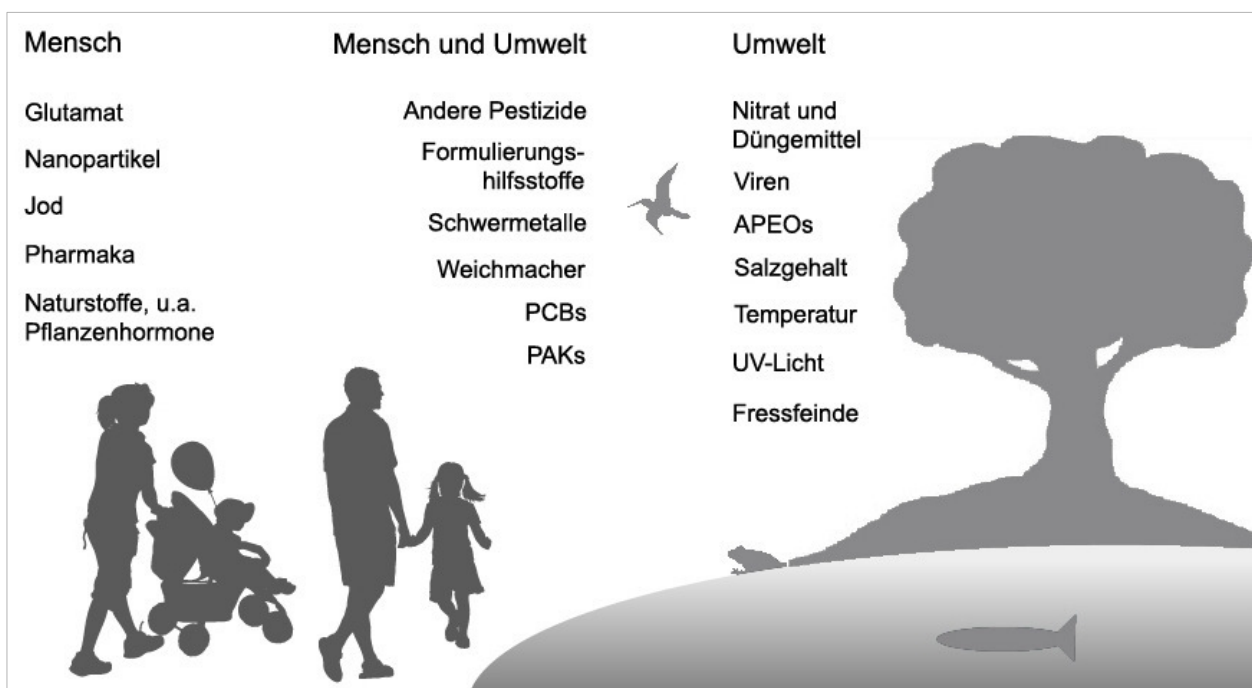 Mensch
Glutamat
Nanopartikel
Jod
Pharmaka
Naturstoffe, u.a.
Pflanzenhormone
Mensch und Umwelt
Andere Pestizide
Formulierungs-
hilfsstoffe
Schwermetalle
Weichmacher
PCBs
PAKs
Umwelt
Nitrat und
Düngemittel
Viren
APEOs
Salzgehalt
Temperatur
UV-Licht
Fressfeinde